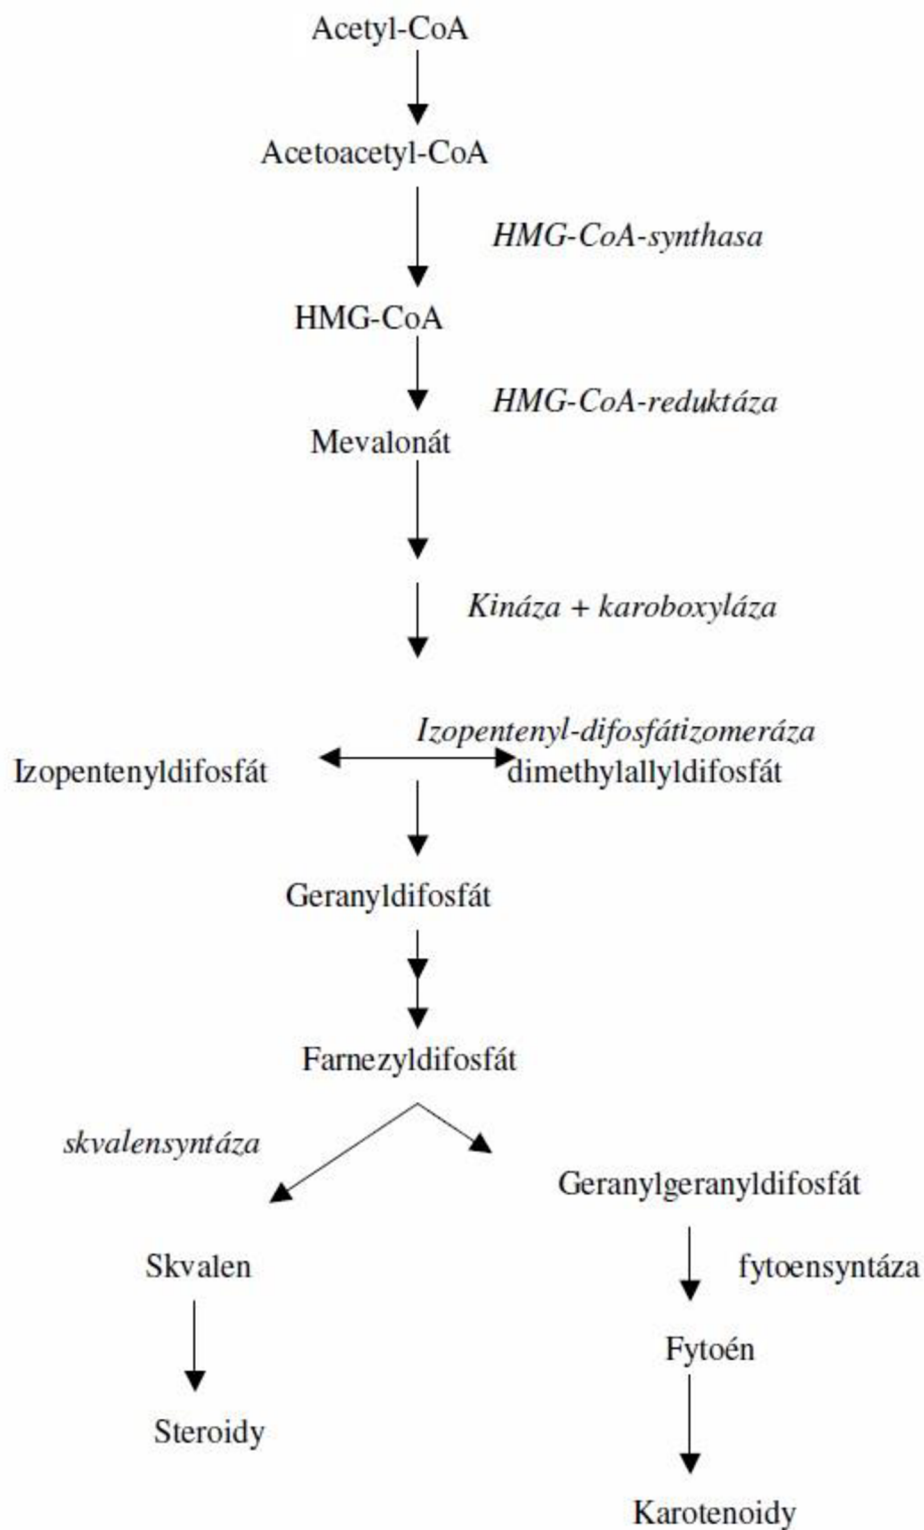 Acetyl-CoA
Acetoacetyl-CoA
HMG-CoA-synthasa
HMG-CoA
HMG-CoA-reduktáza
Mevalonát
Kináza + karoboxyláza
Izopentenyl-difosfátizomeráza
Izopentenyldifosfát
dimethylallyldifosfát
Geranyldifosfát
Farnezyldifosfát
skvalensyntáza
Geranylgeranyldifosfát
Skvalen
fytoensyntáza
Fytoén
Steroidy
Karotenoidy